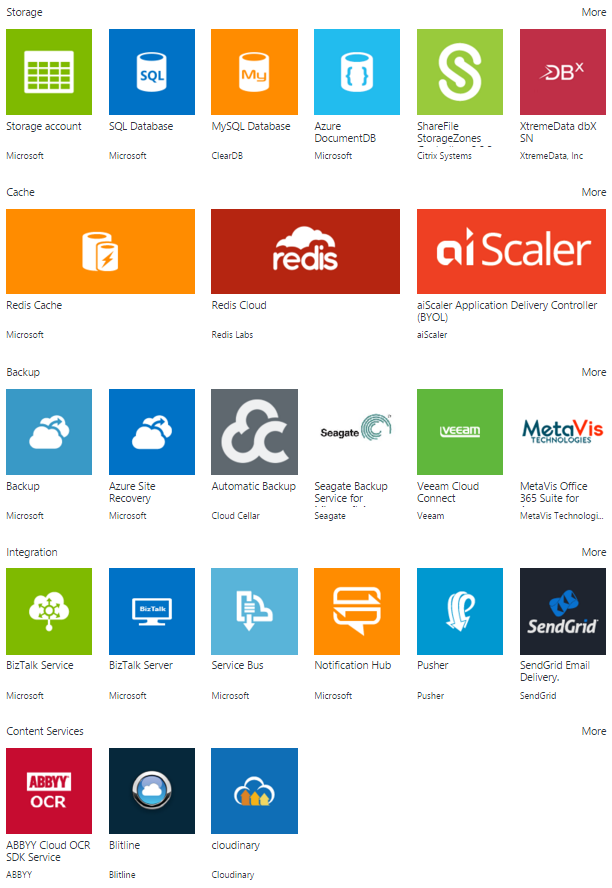 Storage More
SQL My DBX
Storage account SQL Database MySQL Database Azure ShareFile XtremeData dbX
DocumentDB StorageZones SN
Microsoft Microsoft ClearDB Microsoft Citrix Systems XtremeData, Inc
Cache More
redis aiScaler
Redis Cache Redis Cloud aiScaler Application Delivery Controller
(BYOL)
Microsoft Redis Labs aiScaler
Backup More
Seagate veeam MetaVis
TECHNOLOGIES
Backup Azure Site Automatic Backup Seagate Backup Veeam Cloud MetaVis Office
Recovery Service for Connect 365 Suite for
Microsoft Microsoft Cloud Cellar Seagate Veeam MetaVis Technologi...
Integration More
BizTalk SendGrid
BizTalk Service BizTalk Server Service Bus Notification Hub Pusher SendGrid Email
Delivery.
Microsoft Microsoft Microsoft Microsoft Pusher SendGrid
Content Services More
ABBYY
OCR
ABBYY Cloud OCR Blitline cloudinary
SDK Service
ABBYY Blitline Cloudinary